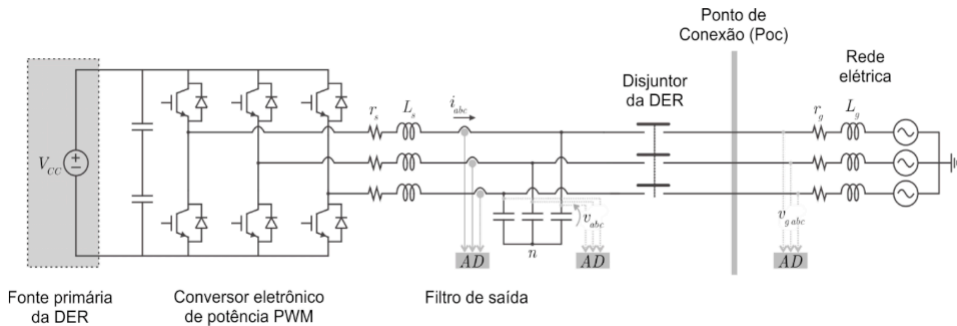 Ponto de
Conexão (Poc)
Rede
elétrica
Disjuntor
da DER
r_s
L_s
i_abc
r_g
L_g
V_CC
v_abc
v_g abc
n
AD
AD
AD
Fonte primária
da DER
Conversor eletrônico
de potência PWM
Filtro de saída